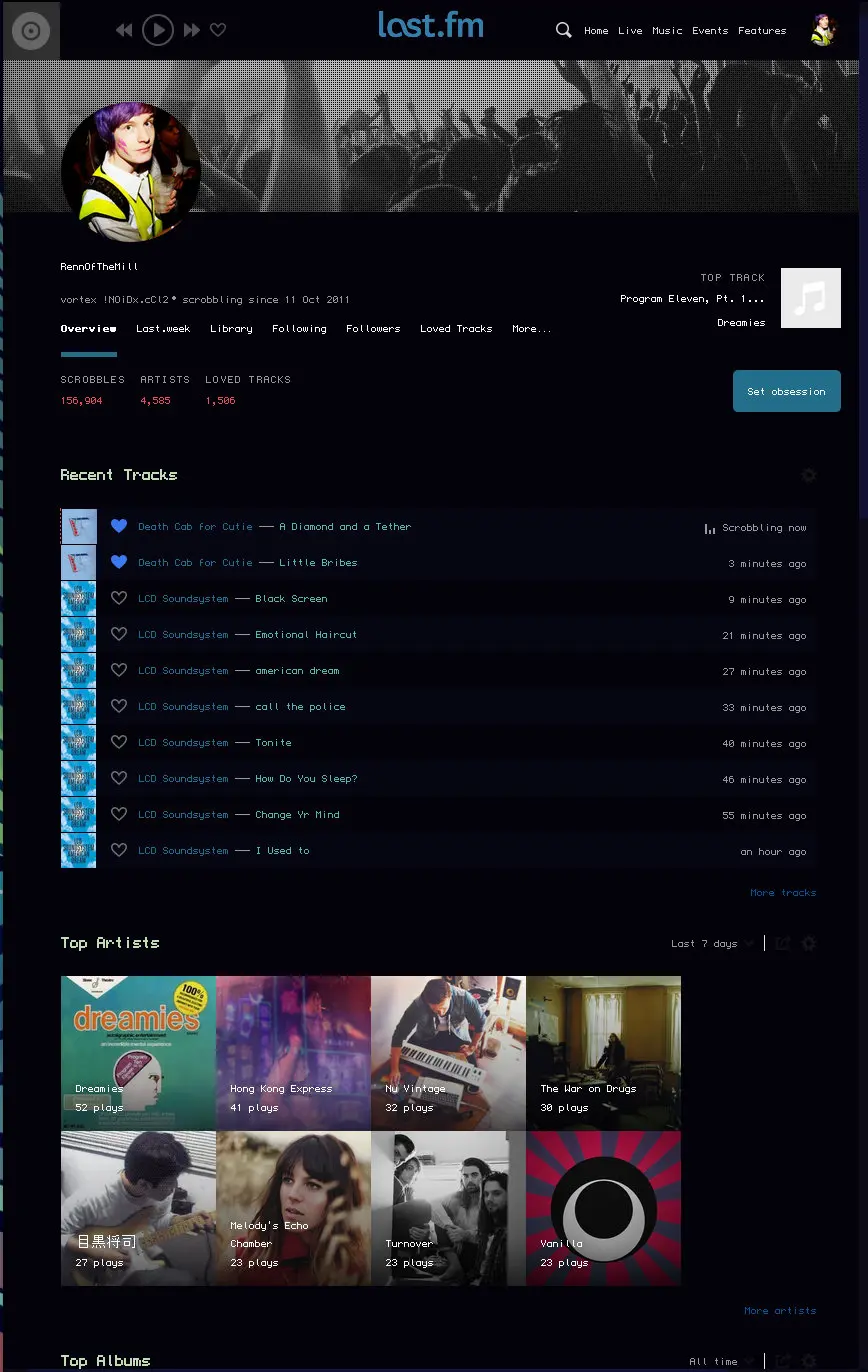 last.fm
Home Live Music Events Features
RennOfTheMill
vortex !NOiDx.cCl2 • scrobbling since 11 Oct 2011
TOP TRACK
Program Eleven, Pt. 1...
Dreamies
Overview Last.week Library Following Followers Loved Tracks More...
SCROBBLES ARTISTS LOVED TRACKS
156,904 4,585 1,506
Set obsession
Recent Tracks
Death Cab for Cutie — A Diamond and a Tether Scrobbling now
Death Cab for Cutie — Little Bribes 3 minutes ago
LCD Soundsystem — Black Screen 9 minutes ago
LCD Soundsystem — Emotional Haircut 21 minutes ago
LCD Soundsystem — american dream 27 minutes ago
LCD Soundsystem — call the police 33 minutes ago
LCD Soundsystem — Tonite 40 minutes ago
LCD Soundsystem — How Do You Sleep? 46 minutes ago
LCD Soundsystem — Change Yr Mind 55 minutes ago
LCD Soundsystem — I Used to an hour ago
More tracks
Top Artists Last 7 days
100%
dreamies
Dreamies
52 plays
Hong Kong Express
41 plays
Ny Vintage
32 plays
The War on Drugs
30 plays
目黒将司
27 plays
Melody's Echo
Chamber
23 plays
Turnover
23 plays
Vanilla
23 plays
More artists
Top Albums All time